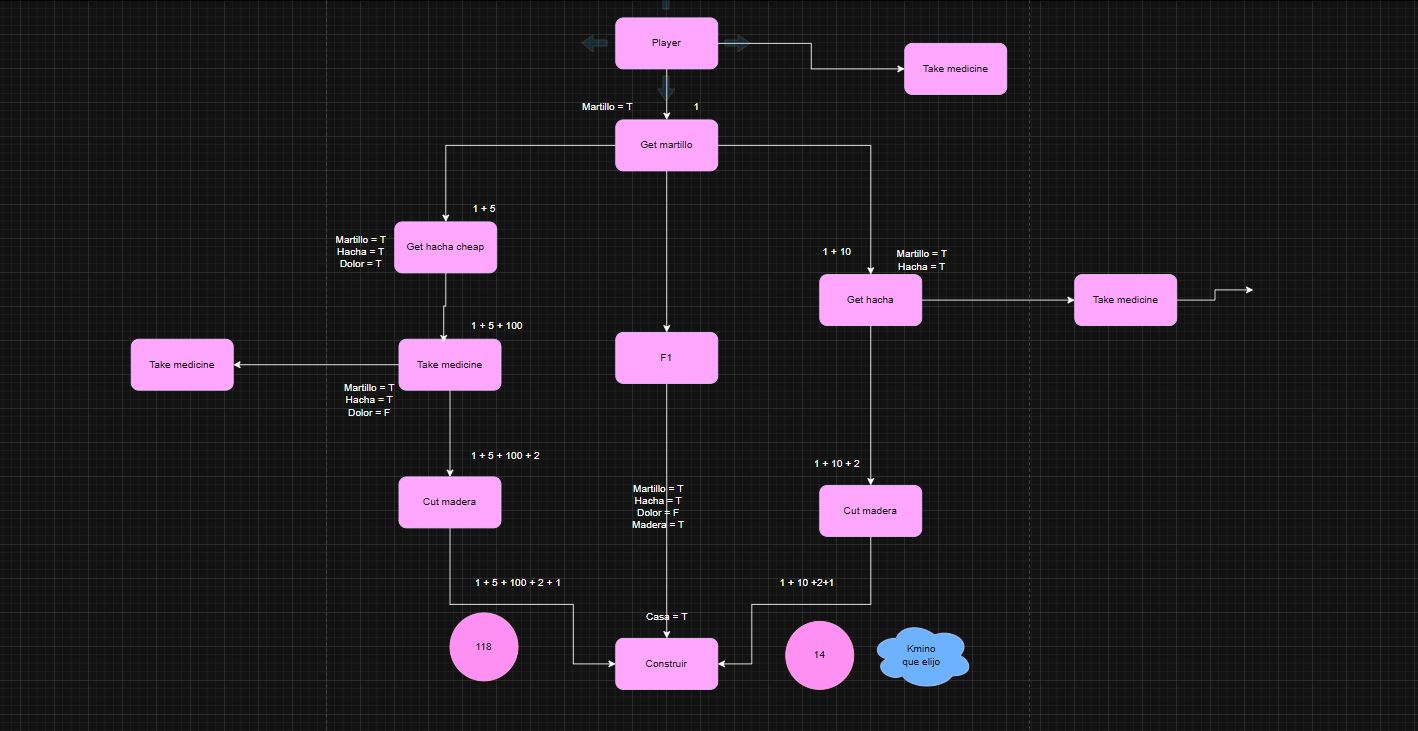 Player
Take medicine
Martillo = T
1
Get martillo
1 + 5
Martillo = T
Hacha = T
Dolor = T
Get hacha cheap
1 + 10
Martillo = T
Hacha = T
Get hacha
Take medicine
1 + 5 + 100
Take medicine
Take medicine
F1
Martillo = T
Hacha = T
Dolor = F
1 + 5 + 100 + 2
1 + 10 + 2
Cut madera
Martillo = T
Hacha = T
Dolor = F
Madera = T
Cut madera
1 + 5 + 100 + 2 + 1
1 + 10 +2+1
Casa = T
118
Construir
14
Kmino
que elijo